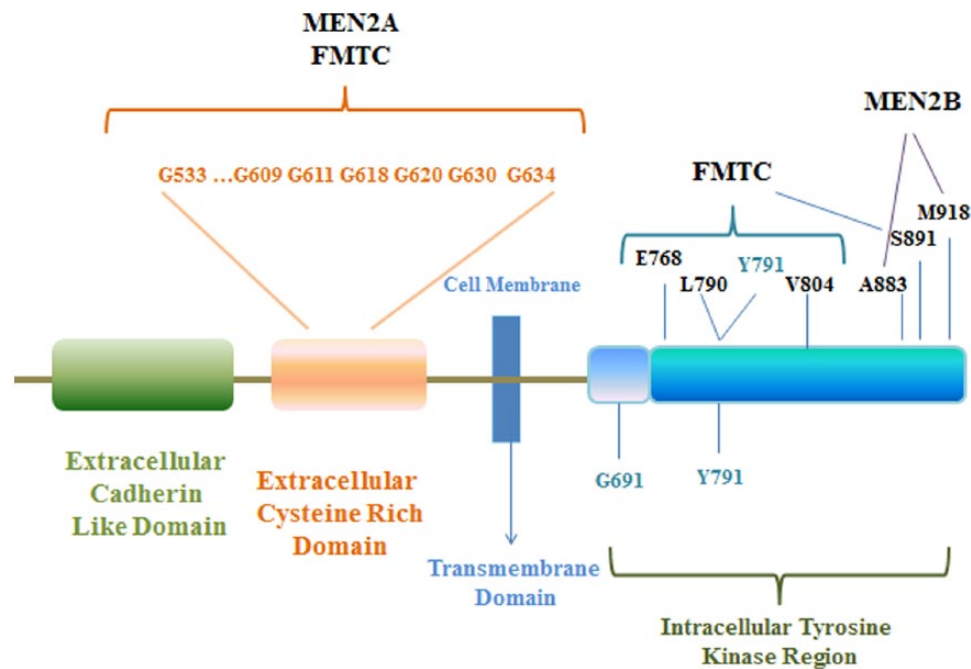 MEN2A
FMTC
MEN2B
G533 ...G609 G611 G618 G620 G630 G634
FMTC
M918
S891
E768
Y791
L790
V804
A883
Cell Membrane
Extracellular
Cadherin
Like Domain
Extracellular
Cysteine Rich
Domain
G691
Y791
Transmembrane
Domain
Intracellular Tyrosine
Kinase Region